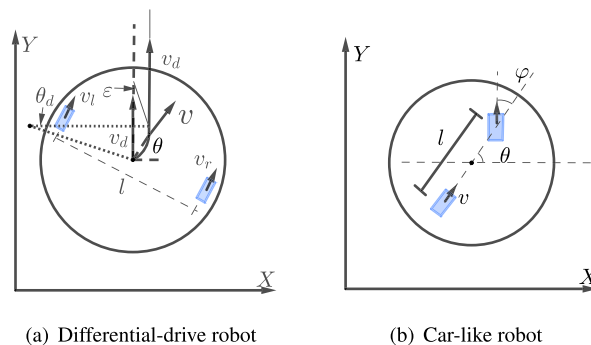 Y
ε
v_d
θ_d
v_l
v_d
v
θ
v_r
l
X
(a) Differential-drive robot
Y
φ
l
θ
v
X
(b) Car-like robot